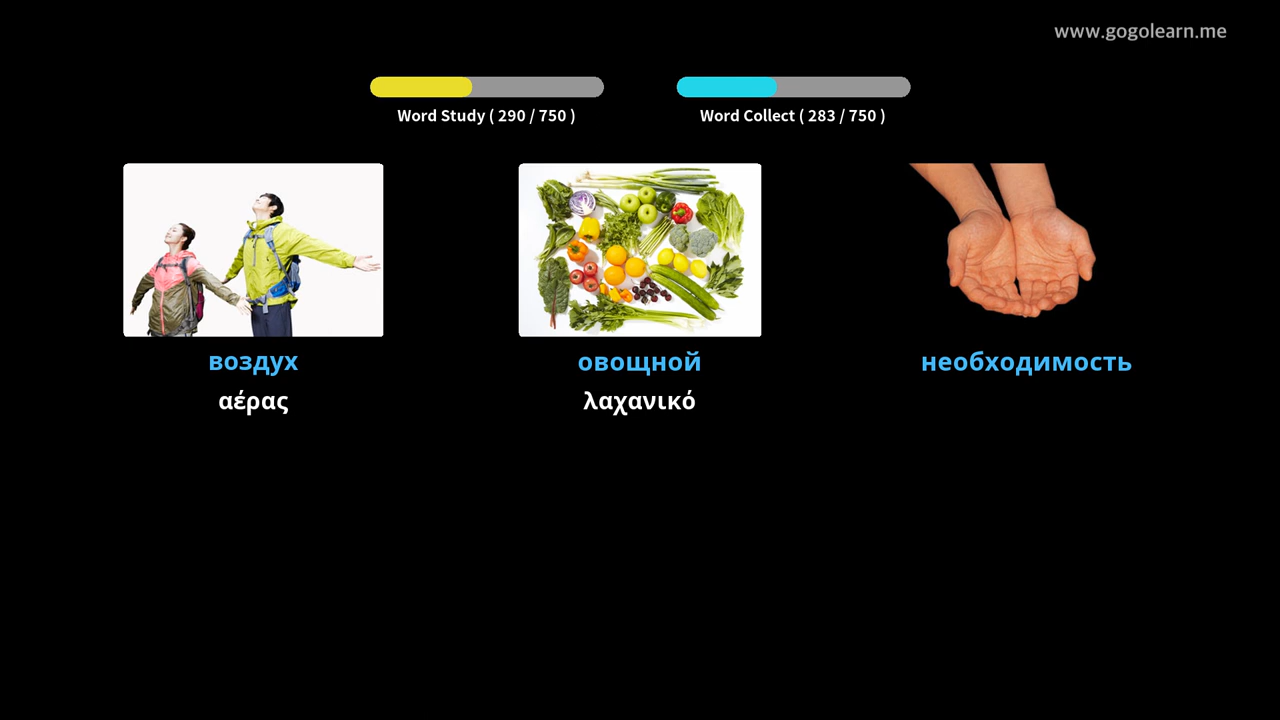 www.gogolearn.me
Word Study ( 290 / 750 )
Word Collect ( 283 / 750 )
воздух
αέρας
овощной
λαχανικό
необходимость